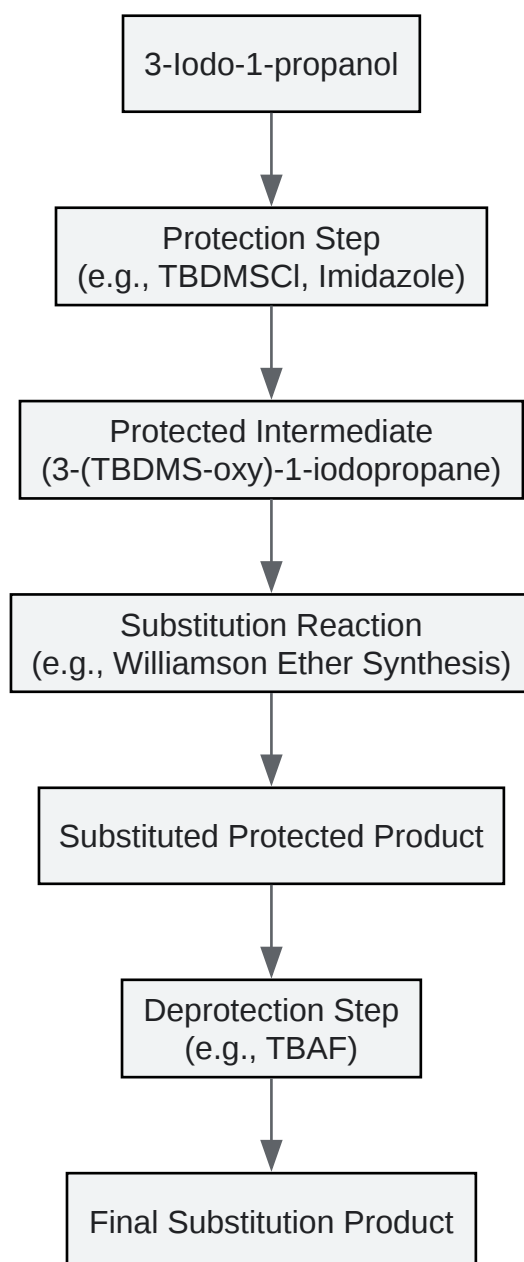 3-Iodo-1-propanol
Protection Step
(e.g., TBDMSCl, Imidazole)
Protected Intermediate
(3-(TBDMS-oxy)-1-iodopropane)
Substitution Reaction
(e.g., Williamson Ether Synthesis)
Substituted Protected Product
Deprotection Step
(e.g., TBAF)
Final Substitution Product